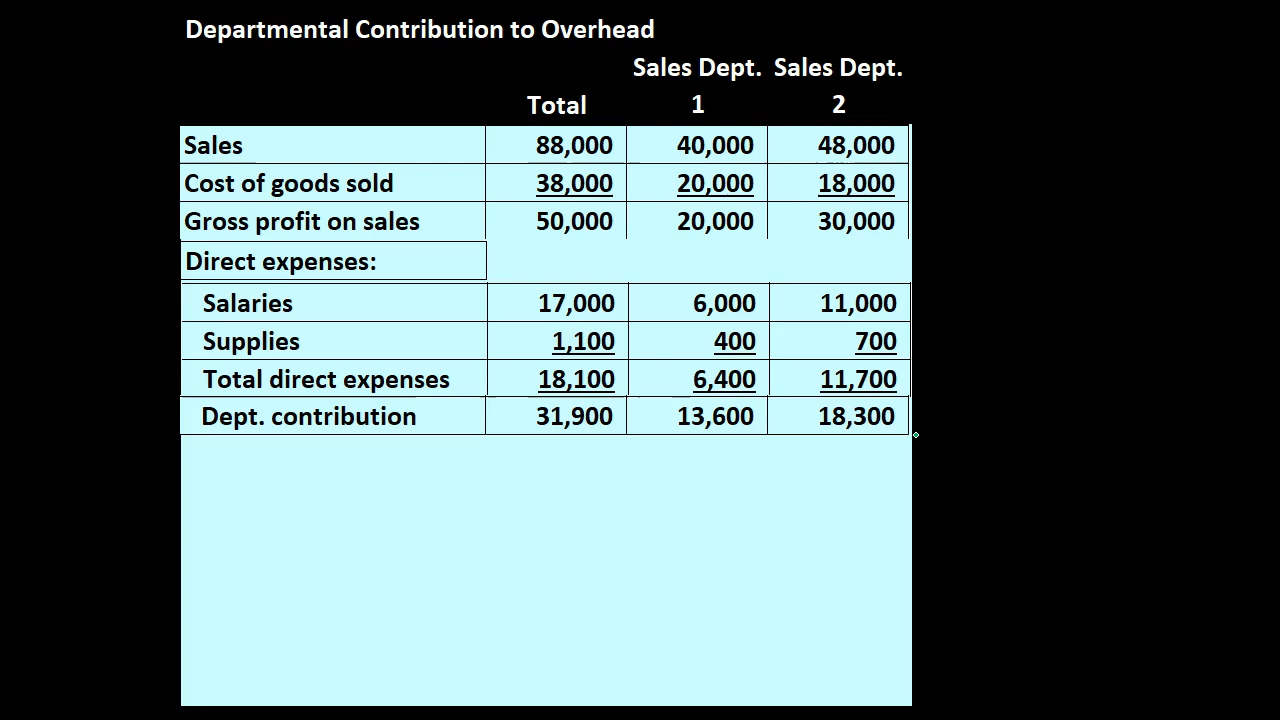 Departmental Contribution to Overhead
Sales Dept. Sales Dept.
Total 1 2
Sales 88,000 40,000 48,000
Cost of goods sold 38,000 20,000 18,000
Gross profit on sales 50,000 20,000 30,000
Direct expenses:
Salaries 17,000 6,000 11,000
Supplies 1,100 400 700
Total direct expenses 18,100 6,400 11,700
Dept. contribution 31,900 13,600 18,300